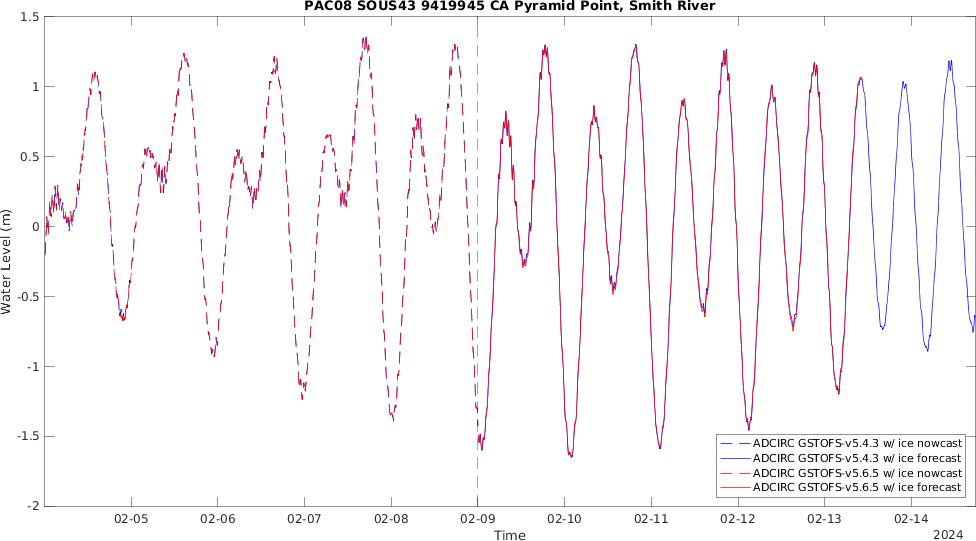 PAC08 SOUS43 9419945 CA Pyramid Point, Smith River
1.5
1
0.5
0
-0.5
-1
-1.5
-2
Water Level (m)
02-05 02-06 02-07 02-08 02-09 02-10 02-11 02-12 02-13 02-14
Time
2024
ADCIRC GSTOFS-v5.4.3 w/ ice nowcast
ADCIRC GSTOFS-v5.4.3 w/ ice forecast
ADCIRC GSTOFS-v5.6.5 w/ ice nowcast
ADCIRC GSTOFS-v5.6.5 w/ ice forecast